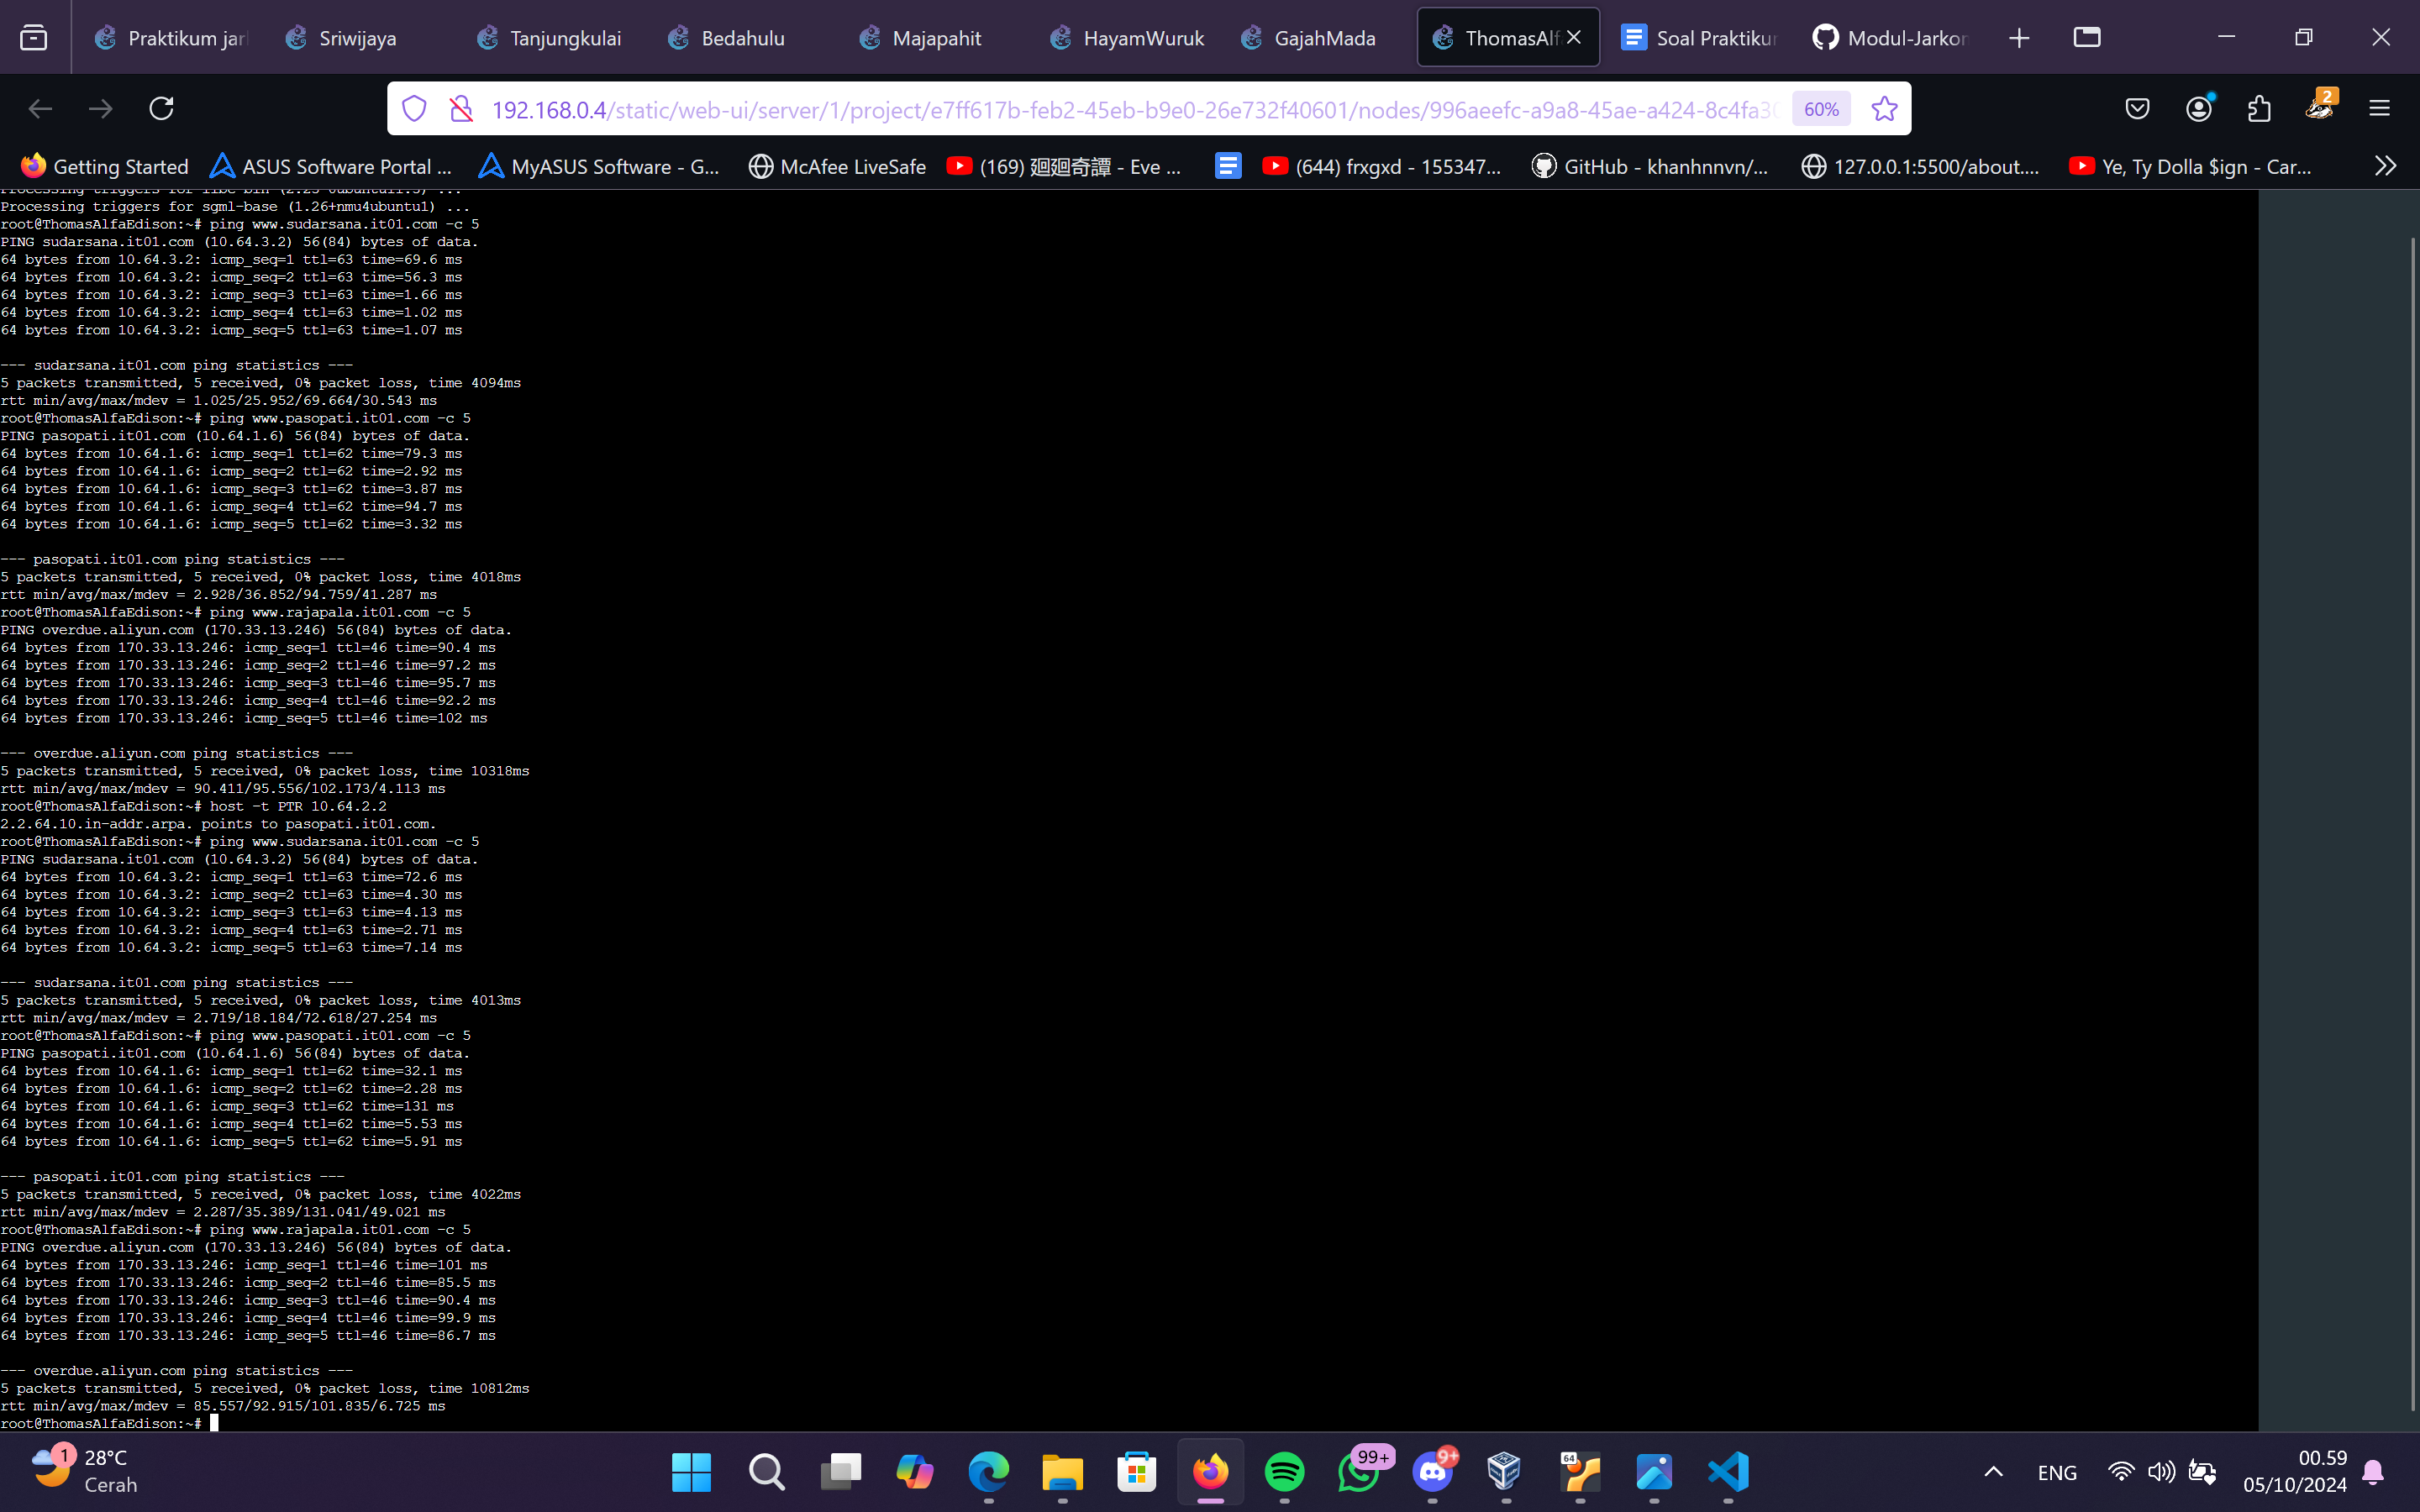 Praktikum jar
Sriwijaya
Tanjungkulai
Bedahulu
Majapahit
HayamWuruk
GajahMada
ThomasAlf
Soal Praktikur
Modul-Jarkon
192.168.0.4/static/web-ui/server/1/project/e7ff617b-feb2-45eb-b9e0-26e732f40601/nodes/996aeefc-a9a8-45ae-a424-8c4fa30
60%
2
Getting Started
ASUS Software Portal ...
MyASUS Software - G...
McAfee LiveSafe
(169) 廻廻奇譚 - Eve ...
(644) frxgxd - 155347...
GitHub - khanhnnvn/...
127.0.0.1:5500/about....
Ye, Ty Dolla $ign - Car...
Processing triggers for libc-bin (2.23-0ubuntu11.3) ...
Processing triggers for sgml-base (1.26+nmu4ubuntu1) ...
root@ThomasAlfaEdison:~# ping www.sudarsana.it01.com -c 5
PING sudarsana.it01.com (10.64.3.2) 56(84) bytes of data.
64 bytes from 10.64.3.2: icmp_seq=1 ttl=63 time=69.6 ms
64 bytes from 10.64.3.2: icmp_seq=2 ttl=63 time=56.3 ms
64 bytes from 10.64.3.2: icmp_seq=3 ttl=63 time=1.66 ms
64 bytes from 10.64.3.2: icmp_seq=4 ttl=63 time=1.02 ms
64 bytes from 10.64.3.2: icmp_seq=5 ttl=63 time=1.07 ms
--- sudarsana.it01.com ping statistics ---
5 packets transmitted, 5 received, 0% packet loss, time 4094ms
rtt min/avg/max/mdev = 1.025/25.952/69.664/30.543 ms
root@ThomasAlfaEdison:~# ping www.pasopati.it01.com -c 5
PING pasopati.it01.com (10.64.1.6) 56(84) bytes of data.
64 bytes from 10.64.1.6: icmp_seq=1 ttl=62 time=79.3 ms
64 bytes from 10.64.1.6: icmp_seq=2 ttl=62 time=2.92 ms
64 bytes from 10.64.1.6: icmp_seq=3 ttl=62 time=3.87 ms
64 bytes from 10.64.1.6: icmp_seq=4 ttl=62 time=94.7 ms
64 bytes from 10.64.1.6: icmp_seq=5 ttl=62 time=3.32 ms
--- pasopati.it01.com ping statistics ---
5 packets transmitted, 5 received, 0% packet loss, time 4018ms
rtt min/avg/max/mdev = 2.928/36.852/94.759/41.287 ms
root@ThomasAlfaEdison:~# ping www.rajapala.it01.com -c 5
PING overdue.aliyun.com (170.33.13.246) 56(84) bytes of data.
64 bytes from 170.33.13.246: icmp_seq=1 ttl=46 time=90.4 ms
64 bytes from 170.33.13.246: icmp_seq=2 ttl=46 time=97.2 ms
64 bytes from 170.33.13.246: icmp_seq=3 ttl=46 time=95.7 ms
64 bytes from 170.33.13.246: icmp_seq=4 ttl=46 time=92.2 ms
64 bytes from 170.33.13.246: icmp_seq=5 ttl=46 time=102 ms
--- overdue.aliyun.com ping statistics ---
5 packets transmitted, 5 received, 0% packet loss, time 10318ms
rtt min/avg/max/mdev = 90.411/95.556/102.173/4.113 ms
root@ThomasAlfaEdison:~# host -t PTR 10.64.2.2
2.2.64.10.in-addr.arpa. points to pasopati.it01.com.
root@ThomasAlfaEdison:~# ping www.sudarsana.it01.com -c 5
PING sudarsana.it01.com (10.64.3.2) 56(84) bytes of data.
64 bytes from 10.64.3.2: icmp_seq=1 ttl=63 time=72.6 ms
64 bytes from 10.64.3.2: icmp_seq=2 ttl=63 time=4.30 ms
64 bytes from 10.64.3.2: icmp_seq=3 ttl=63 time=4.13 ms
64 bytes from 10.64.3.2: icmp_seq=4 ttl=63 time=2.71 ms
64 bytes from 10.64.3.2: icmp_seq=5 ttl=63 time=7.14 ms
--- sudarsana.it01.com ping statistics ---
5 packets transmitted, 5 received, 0% packet loss, time 4013ms
rtt min/avg/max/mdev = 2.719/18.184/72.618/27.254 ms
root@ThomasAlfaEdison:~# ping www.pasopati.it01.com -c 5
PING pasopati.it01.com (10.64.1.6) 56(84) bytes of data.
64 bytes from 10.64.1.6: icmp_seq=1 ttl=62 time=32.1 ms
64 bytes from 10.64.1.6: icmp_seq=2 ttl=62 time=2.28 ms
64 bytes from 10.64.1.6: icmp_seq=3 ttl=62 time=131 ms
64 bytes from 10.64.1.6: icmp_seq=4 ttl=62 time=5.53 ms
64 bytes from 10.64.1.6: icmp_seq=5 ttl=62 time=5.91 ms
--- pasopati.it01.com ping statistics ---
5 packets transmitted, 5 received, 0% packet loss, time 4022ms
rtt min/avg/max/mdev = 2.287/35.389/131.041/49.021 ms
root@ThomasAlfaEdison:~# ping www.rajapala.it01.com -c 5
PING overdue.aliyun.com (170.33.13.246) 56(84) bytes of data.
64 bytes from 170.33.13.246: icmp_seq=1 ttl=46 time=101 ms
64 bytes from 170.33.13.246: icmp_seq=2 ttl=46 time=85.5 ms
64 bytes from 170.33.13.246: icmp_seq=3 ttl=46 time=90.4 ms
64 bytes from 170.33.13.246: icmp_seq=4 ttl=46 time=99.9 ms
64 bytes from 170.33.13.246: icmp_seq=5 ttl=46 time=86.7 ms
--- overdue.aliyun.com ping statistics ---
5 packets transmitted, 5 received, 0% packet loss, time 10812ms
rtt min/avg/max/mdev = 85.557/92.915/101.835/6.725 ms
root@ThomasAlfaEdison:~#
1
28°C
Cerah
99+
9+
64
ENG
00.59
05/10/2024